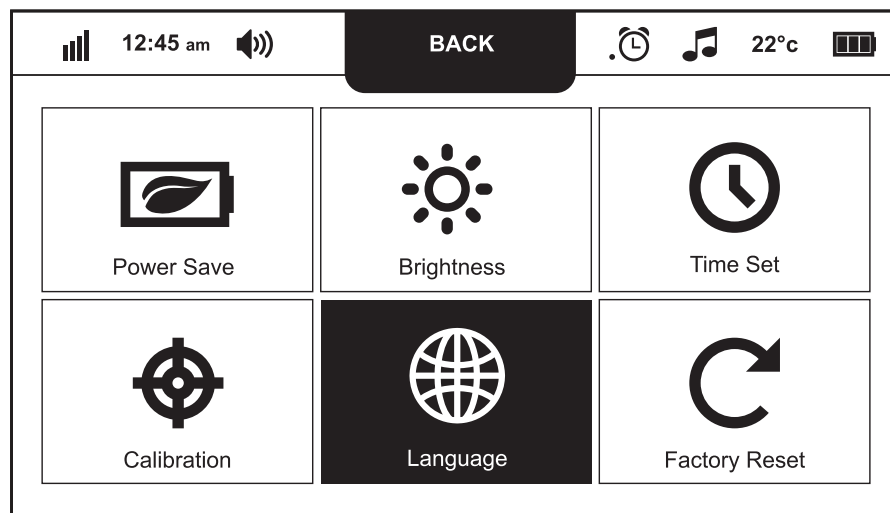 12:45 am
BACK
22°c
Power Save
Brightness
Time Set
Calibration
Language
Factory Reset